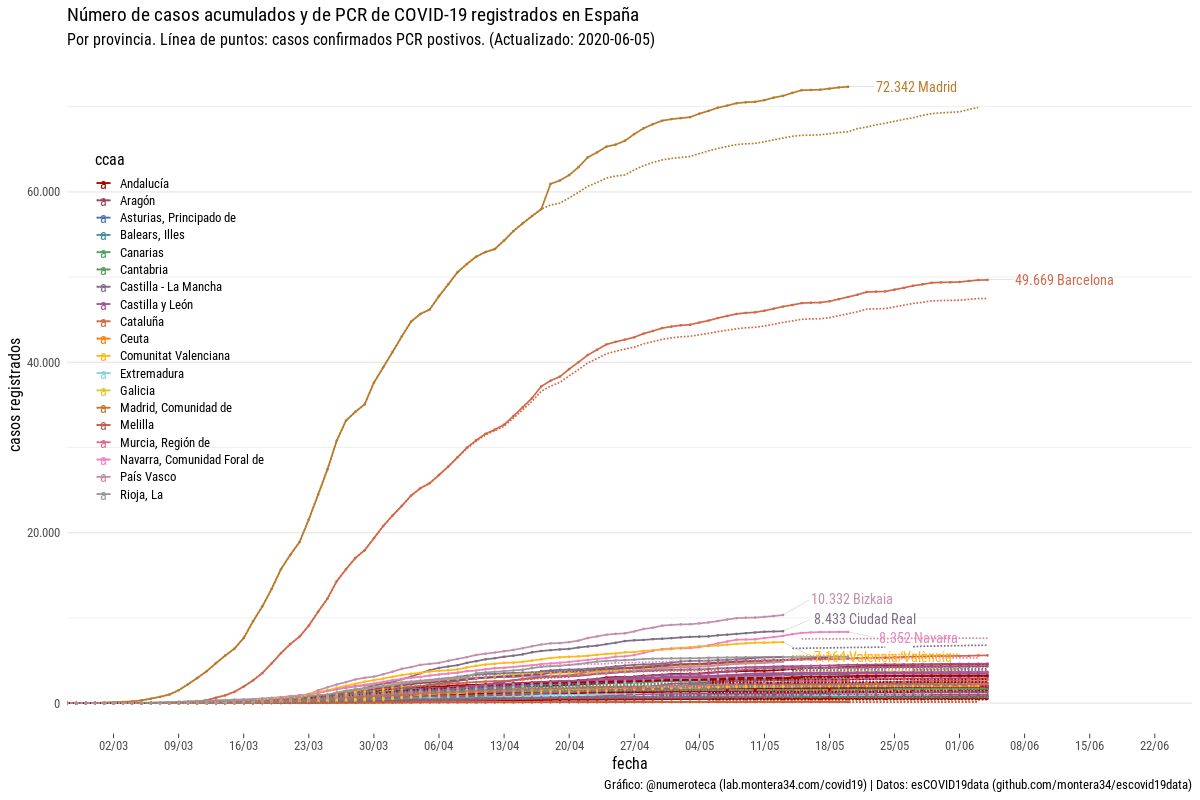 Número de casos acumulados y de PCR de COVID-19 registrados en España
Por provincia. Línea de puntos: casos confirmados PCR postivos. (Actualizado: 2020-06-05)
72.342 Madrid
ccaa
Andalucía
Aragón
Asturias, Principado de
Balears, Illes
Canarias
Cantabria
Castilla - La Mancha
Castilla y León
Cataluña
Ceuta
Comunitat Valenciana
Extremadura
Galicia
Madrid, Comunidad de
Melilla
Murcia, Región de
Navarra, Comunidad Foral de
País Vasco
Rioja, La
49.669 Barcelona
10.332 Bizkaia
8.433 Ciudad Real
8.352 Navarra
7.164 Valencia/València
casos registrados
60.000
40.000
20.000
0
02/03 09/03 16/03 23/03 30/03 06/04 13/04 20/04 27/04 04/05 11/05 18/05 25/05 01/06 08/06 15/06 22/06
fecha
Gráfico: @numeroteca (lab.montera34.com/covid19) | Datos: esCOVID19data (github.com/montera34/escovid19data)